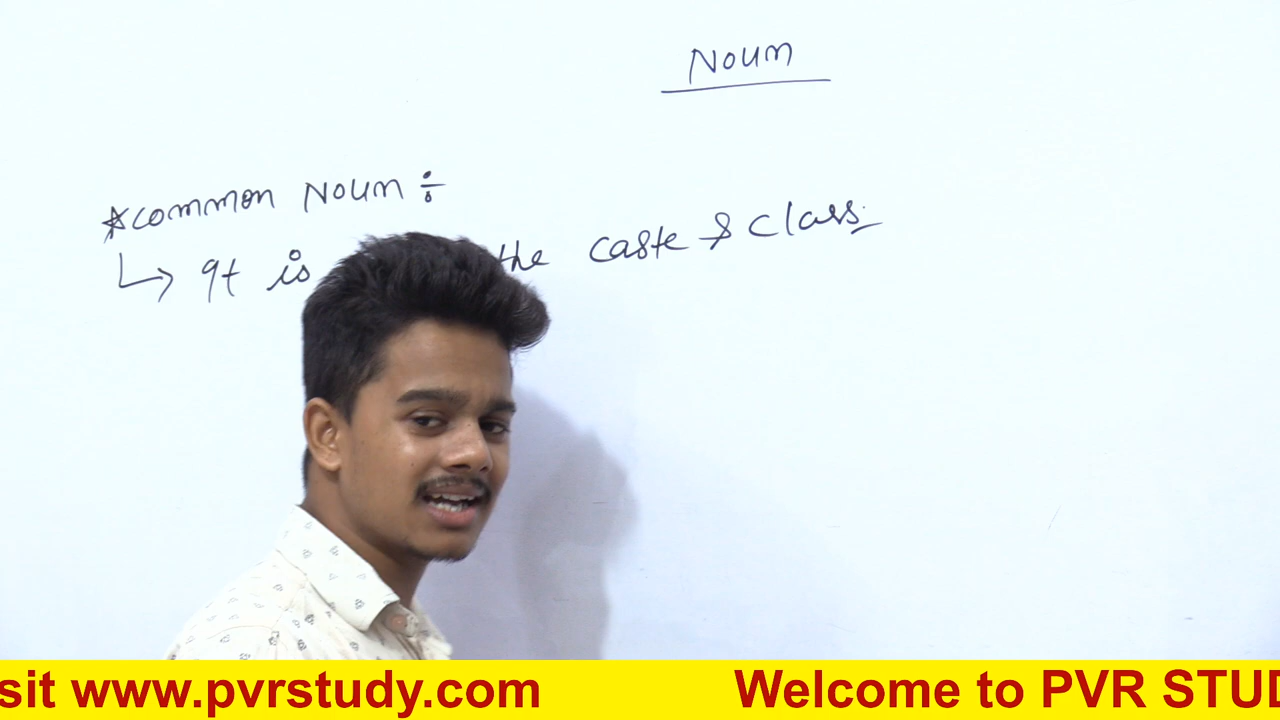 Noun
*common Noun ÷
↳ It is the caste & class.
sit www.pvrstudy.com Welcome to PVR STUD